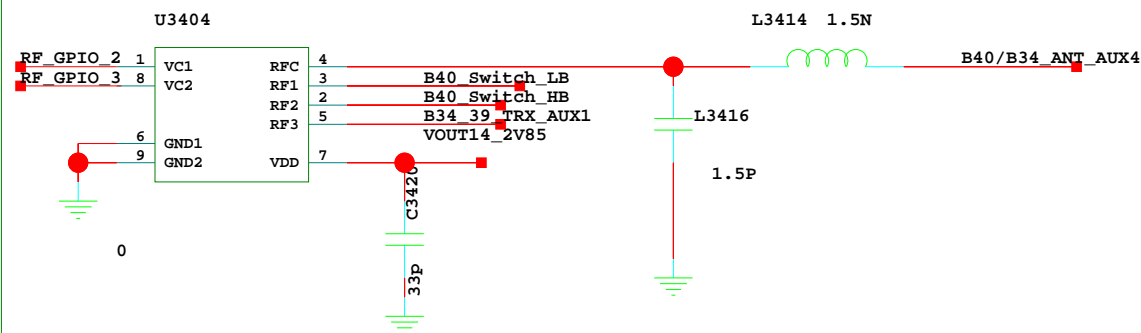 U3404
L3414 1.5N
RF_GPIO_2 1 VC1 RFC 4 B40/B34_ANT_AUX4
RF_GPIO_3 8 VC2 RF1 3 B40_Switch_LB
RF2 2 B40_Switch_HB
RF3 5 B34_39_TRX_AUX1
L3416
VOUT14_2V85
6 GND1
9 GND2 VDD 7
1.5P
C3420
0
33p